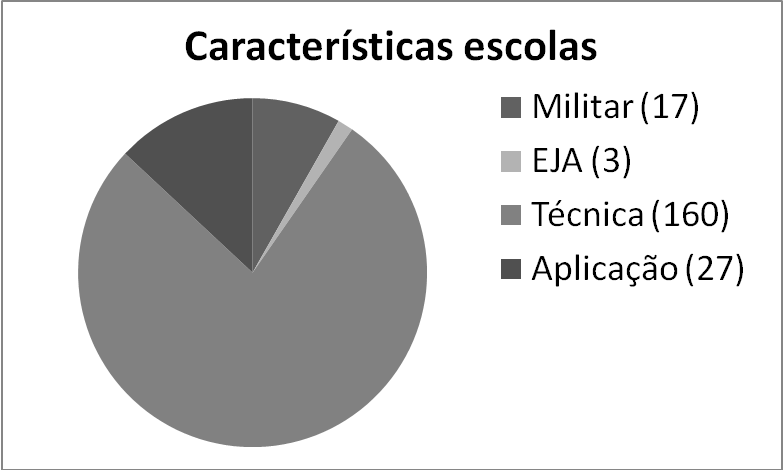 Características escolas
Militar (17)
EJA (3)
Técnica (160)
Aplicação (27)